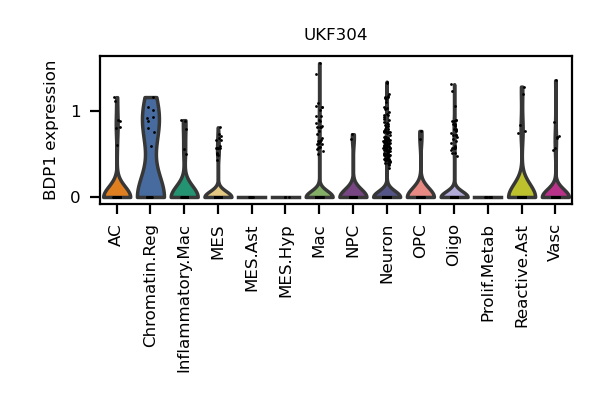 UKF304
BDP1 expression
1
0
AC
Chromatin.Reg
Inflammatory.Mac
MES
MES.Ast
MES.Hyp
Mac
NPC
Neuron
OPC
Oligo
Prolif.Metab
Reactive.Ast
Vasc